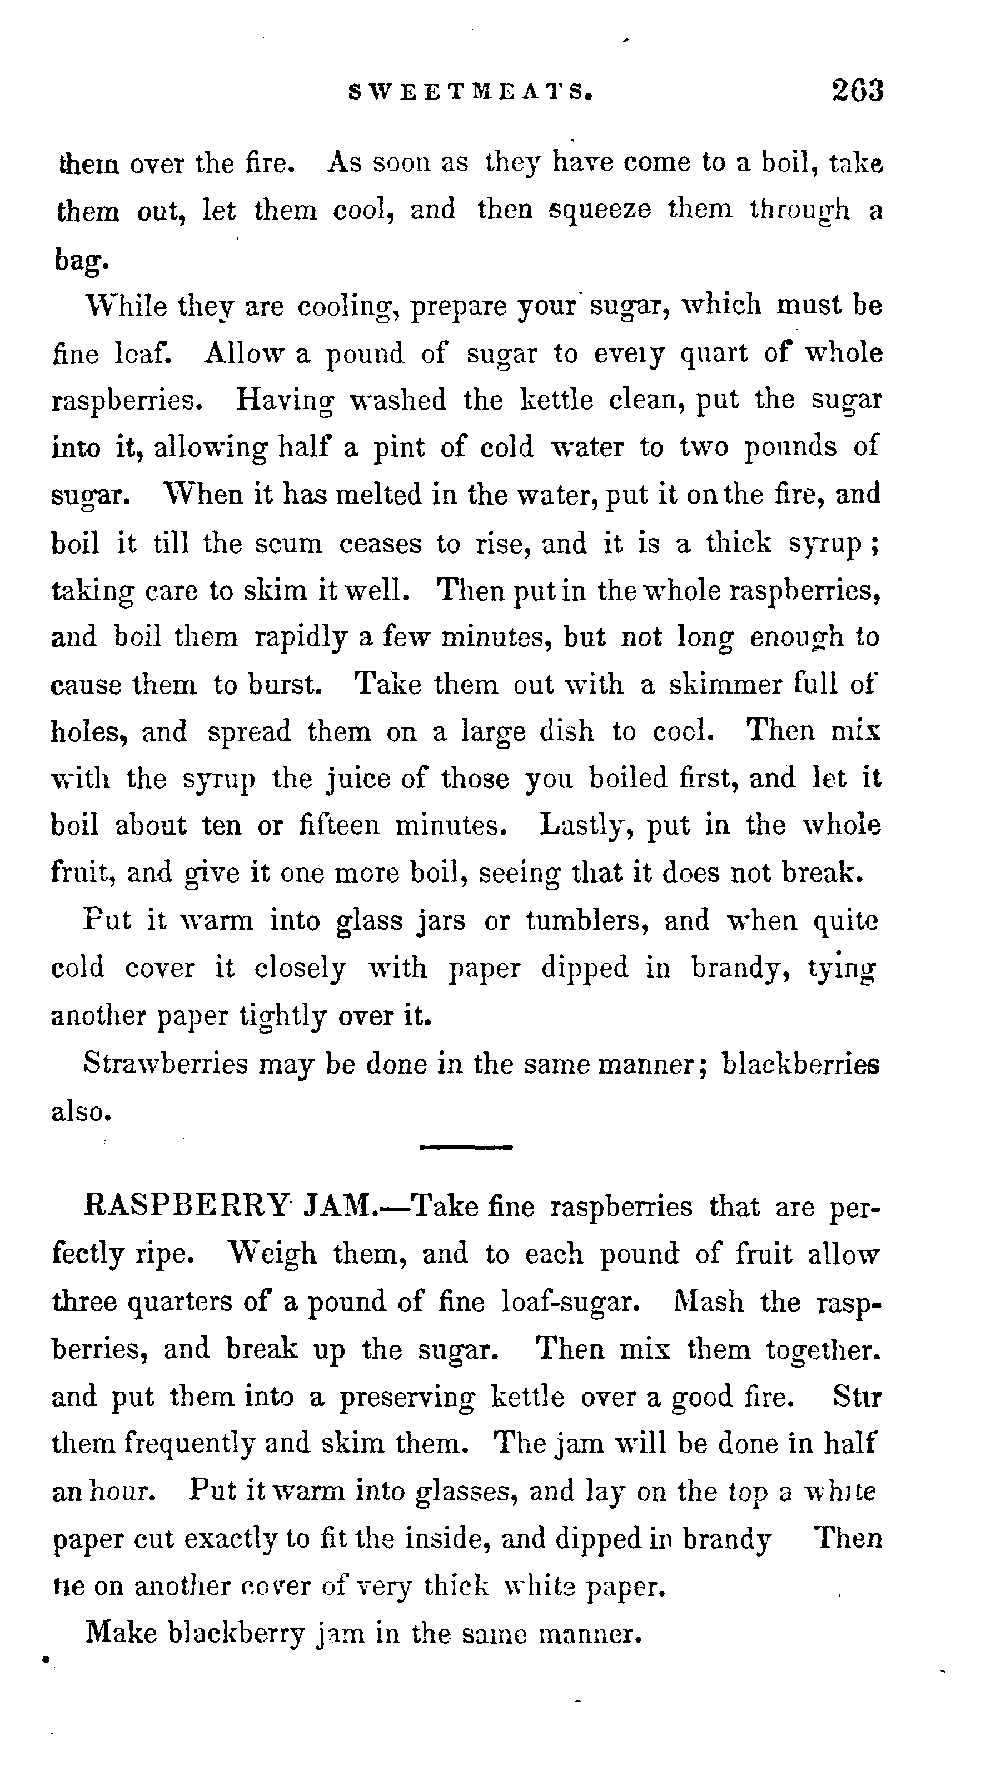 SWEETMEATS. 263
them over the fire. As soon as they have come to a boil, take
them out, let them cool, and then squeeze them through a
bag.
While they are cooling, prepare your sugar, which must be
fine loaf. Allow a pound of sugar to every quart of whole
raspberries. Having washed the kettle clean, put the sugar
into it, allowing half a pint of cold water to two pounds of
sugar. When it has melted in the water, put it on the fire, and
boil it till the scum ceases to rise, and it is a thick syrup;
taking care to skim it well. Then put in the whole raspberries,
and boil them rapidly a few minutes, but not long enough to
cause them to burst. Take them out with a skimmer full of
holes, and spread them on a large dish to cool. Then mix
with the syrup the juice of those you boiled first, and let it
boil about ten or fifteen minutes. Lastly, put in the whole
fruit, and give it one more boil, seeing that it does not break.
Put it warm into glass jars or tumblers, and when quite
cold cover it closely with paper dipped in brandy, tying
another paper tightly over it.
Strawberries may be done in the same manner; blackberries
also.
RASPBERRY JAM.—Take fine raspberries that are per-
fectly ripe. Weigh them, and to each pound of fruit allow
three quarters of a pound of fine loaf-sugar. Mash the rasp-
berries, and break up the sugar. Then mix them together.
and put them into a preserving kettle over a good fire. Stir
them frequently and skim them. The jam will be done in half
an hour. Put it warm into glasses, and lay on the top a white
paper cut exactly to fit the inside, and dipped in brandy Then
tie on another cover of very thick white paper.
Make blackberry jam in the same manner.